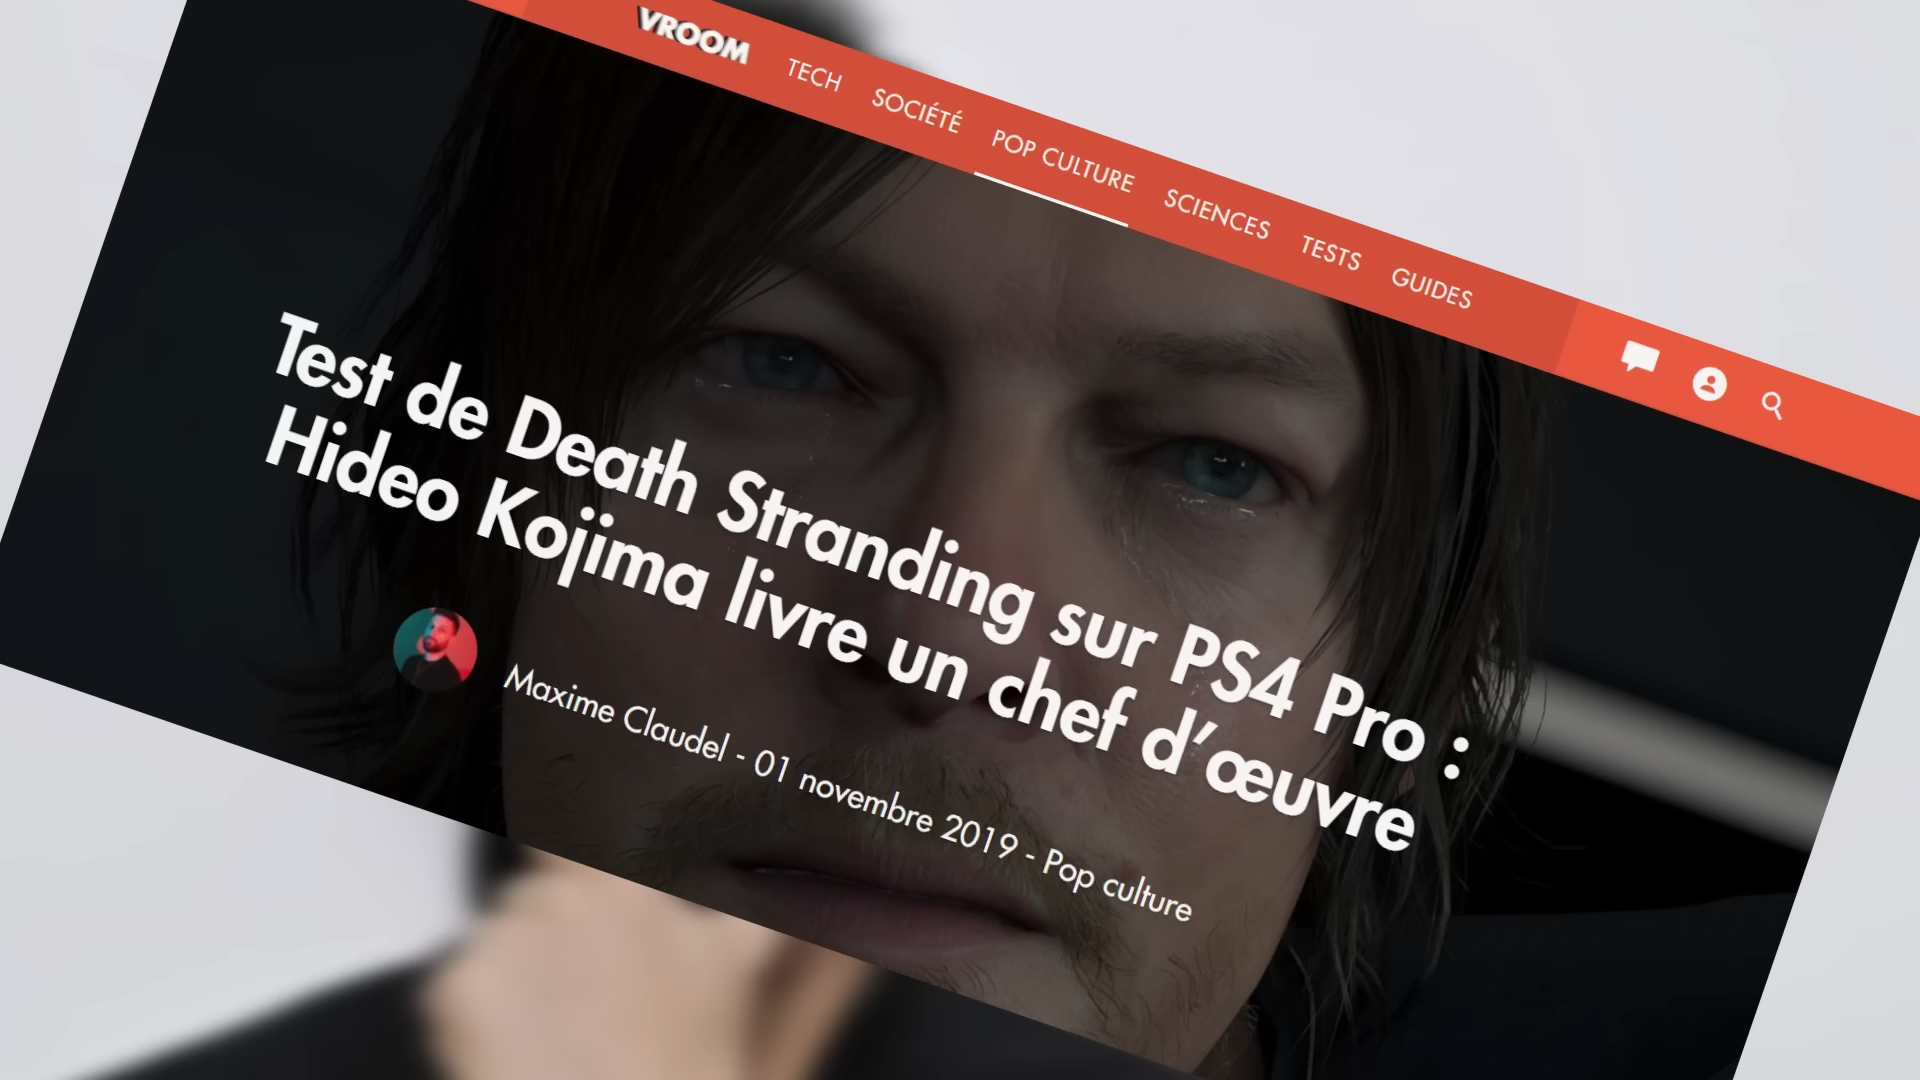 VROOM
TECH
SOCIÉTÉ
POP CULTURE
SCIENCES
TESTS
GUIDES
Test de Death Stranding sur PS4 Pro :
Hideo Kojima livre un chef d’œuvre
Maxime Claudel - 01 novembre 2019 - Pop culture